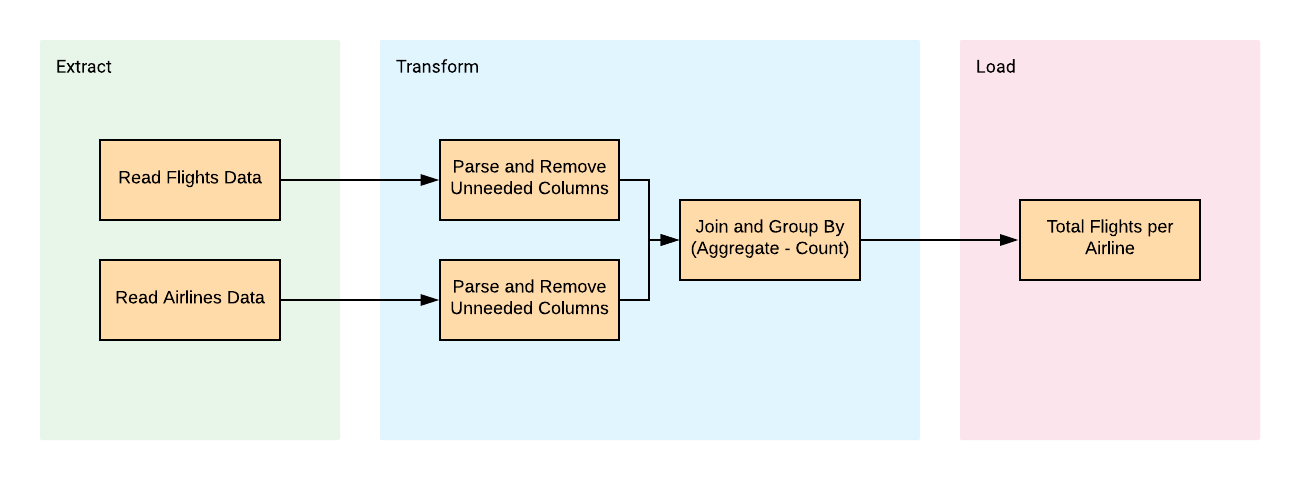 Extract
Read Flights Data
Read Airlines Data
Transform
Parse and Remove
Unneeded Columns
Parse and Remove
Unneeded Columns
Join and Group By
(Aggregate - Count)
Load
Total Flights per
Airline